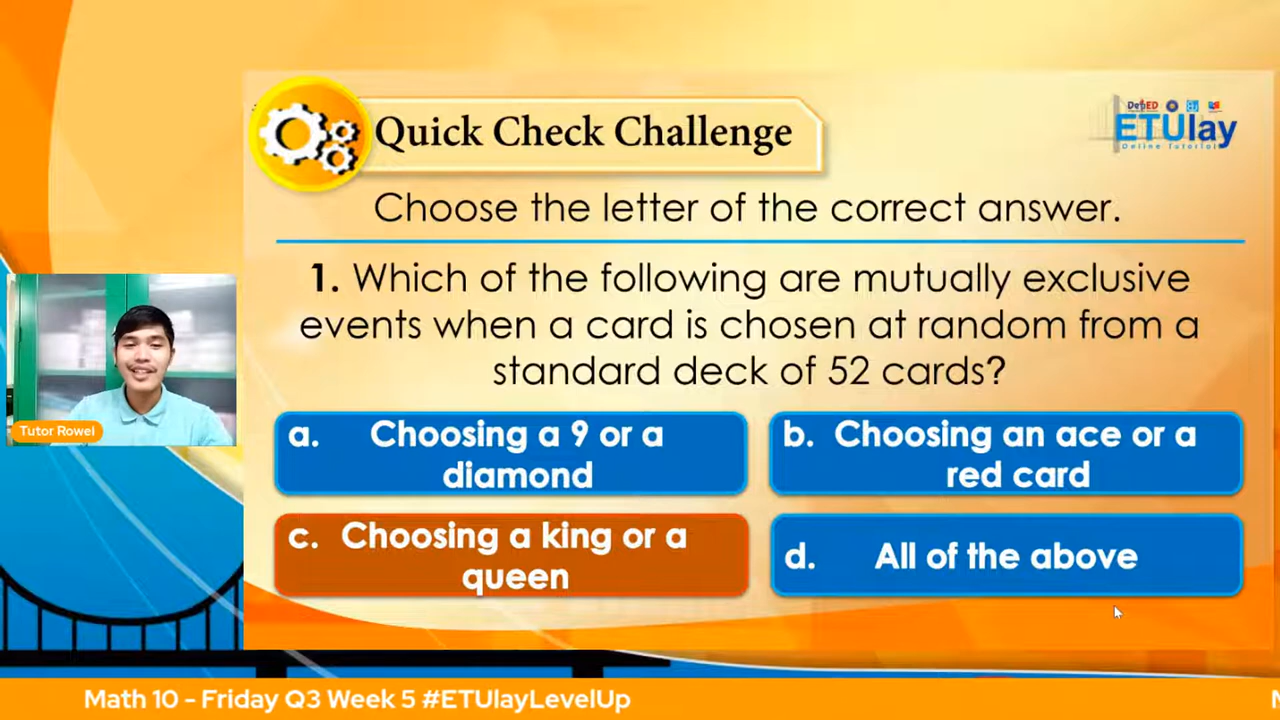 Quick Check Challenge
DepED
ETUlay
Online Tutorial
Choose the letter of the correct answer.
1. Which of the following are mutually exclusive
events when a card is chosen at random from a
standard deck of 52 cards?
a. Choosing a 9 or a
diamond
b. Choosing an ace or a
red card
c. Choosing a king or a
queen
d. All of the above
Tutor Rowel
Math 10 - Friday Q3 Week 5 #ETUlayLevelUp